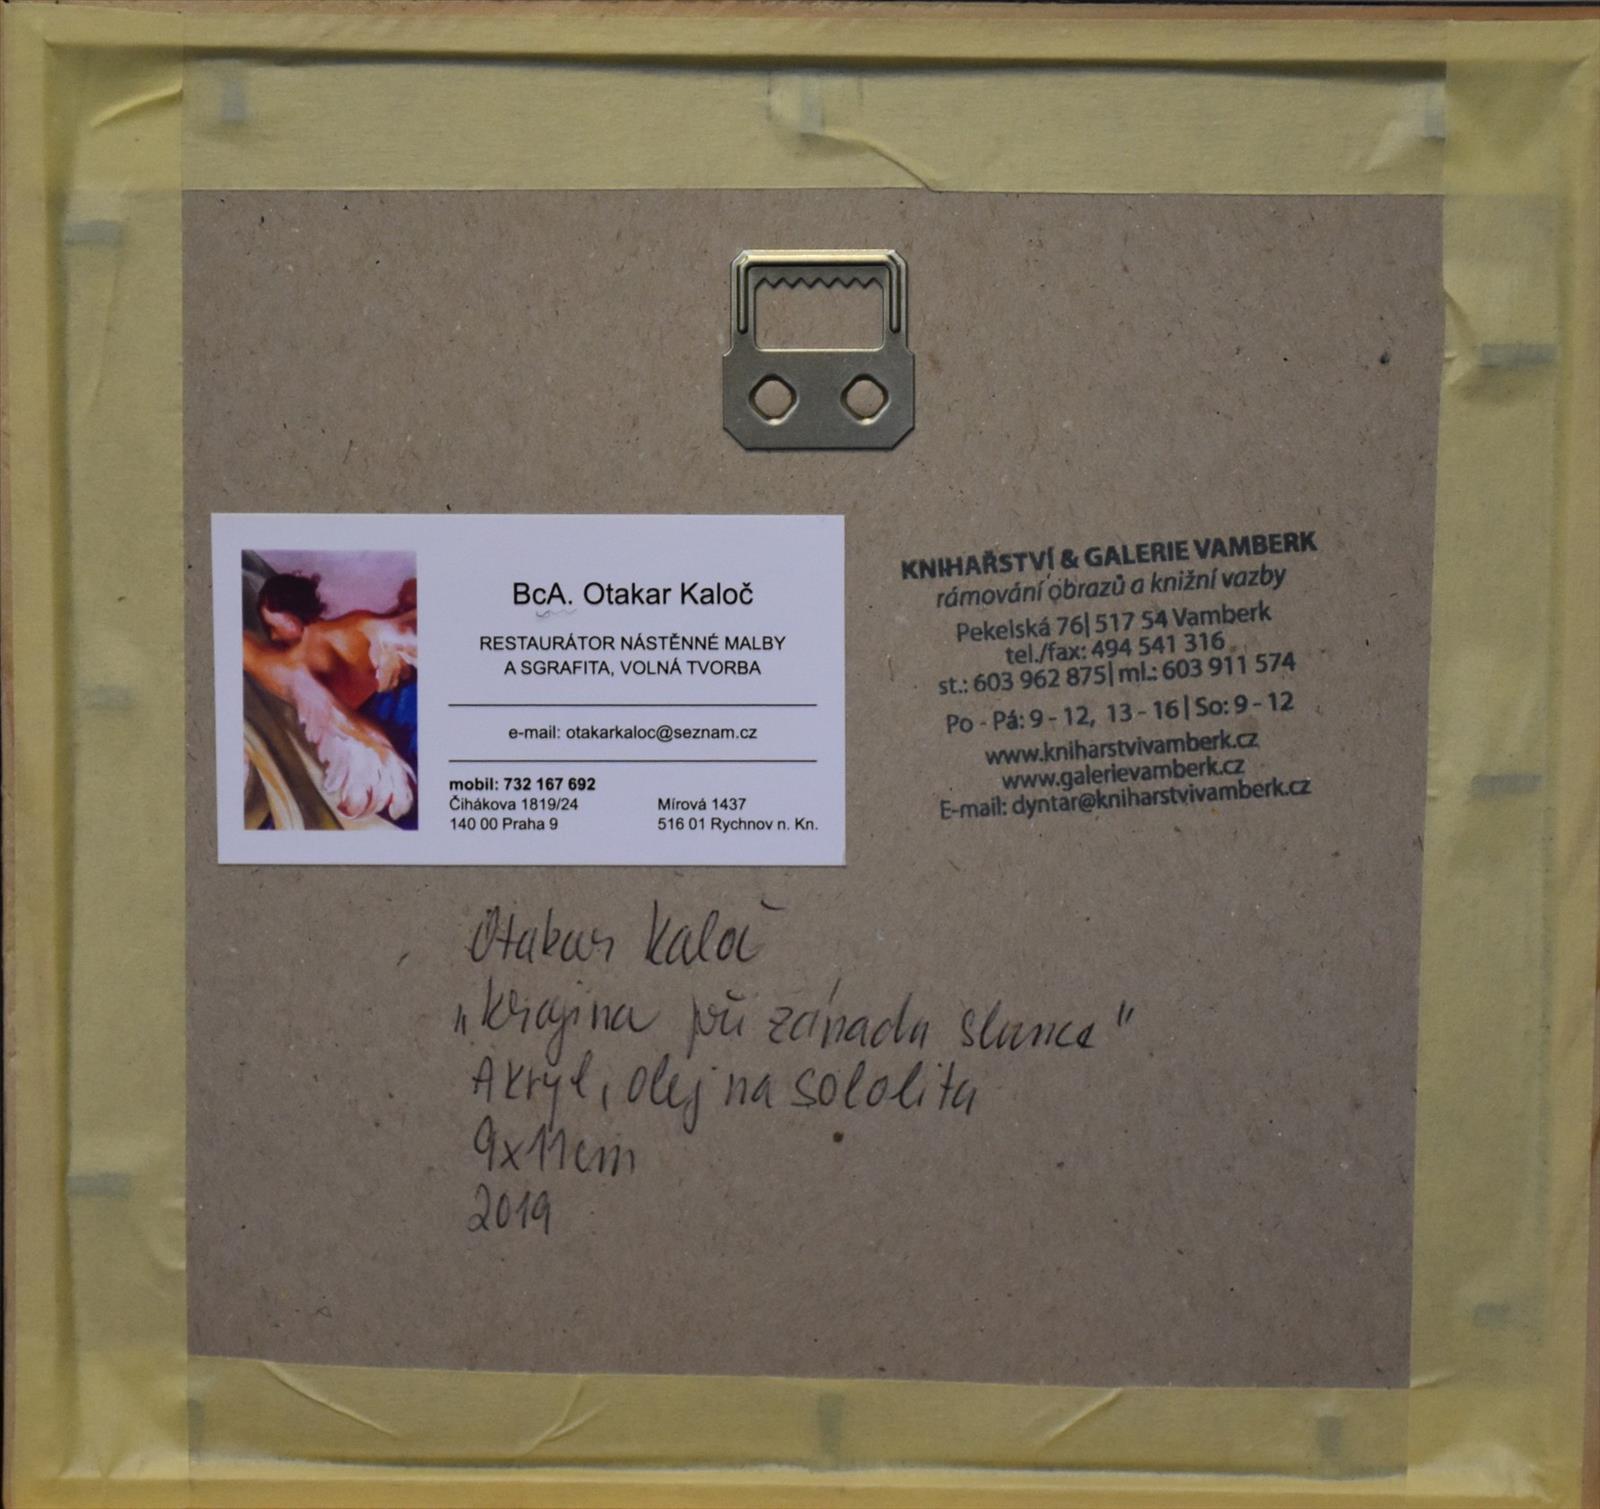 BcA. Otakar Kaloč
RESTAURÁTOR NÁSTĚNNÉ MALBY
A SGRAFITA, VOLNÁ TVORBA
e-mail: otakarkaloc@seznam.cz
mobil: 732 167 692
Čihákova 1819/24
140 00 Praha 9
Mírová 1437
516 01 Rychnov n. Kn.
KNIHAŘSTVÍ & GALERIE VAMBERK
rámování obrazů a knižní vazby
Pekelská 76| 517 54 Vamberk
tel./fax: 494 541 316
st.: 603 962 875| ml.: 603 911 574
Po - Pá: 9 - 12, 13 - 16 | So: 9 - 12
www.kniharstvivamberk.cz
www.galerievamberk.cz
E-mail: dyntar@kniharstvivamberk.cz
Otakar Kaloč
„Krajina při západu slunce"
Akryl, olej na sololitu
9x11cm
2019